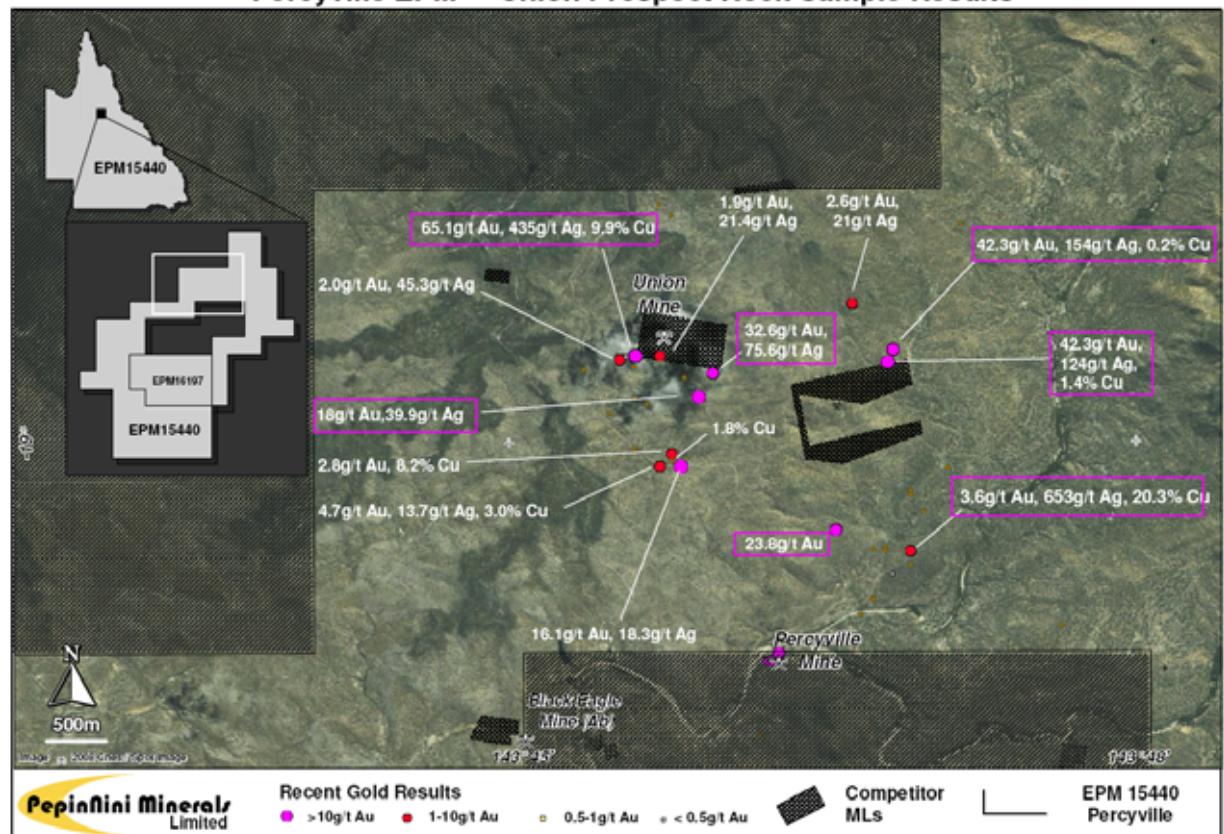 EPM15440
EPM16197
EPM15440
65.1g/t Au, 435g/t Ag, 9.9% Cu
1.9g/t Au,
21.4g/t Ag
2.6g/t Au,
21g/t Ag
42.3g/t Au, 154g/t Ag, 0.2% Cu
2.0g/t Au, 45.3g/t Ag
Union
Mine
32.6g/t Au,
75.6g/t Ag
42.3g/t Au,
124g/t Ag,
1.4% Cu
18g/t Au,39.9g/t Ag
1.8% Cu
2.8g/t Au, 8.2% Cu
4.7g/t Au, 13.7g/t Ag, 3.0% Cu
3.6g/t Au, 653g/t Ag, 20.3% Cu
23.8g/t Au
16.1g/t Au, 18.3g/t Ag
Percyville
Mine
Black Eagle
Mine (Ab)
-19°
N
500m
143°45'
143°48'
PepinNini Minerals
Limited
Recent Gold Results
>10g/t Au
1-10g/t Au
0.5-1g/t Au
< 0.5g/t Au
Competitor
MLs
EPM 15440
Percyville